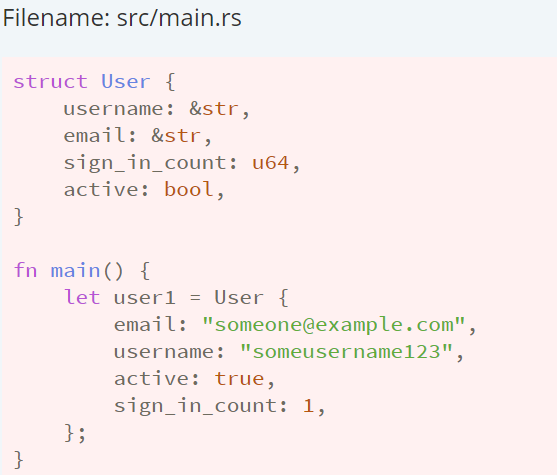 Filename: src/main.rs
struct User {
    username: &str,
    email: &str,
    sign_in_count: u64,
    active: bool,
}
fn main() {
    let user1 = User {
        email: "someone@example.com",
        username: "someusername123",
        active: true,
        sign_in_count: 1,
    };
}